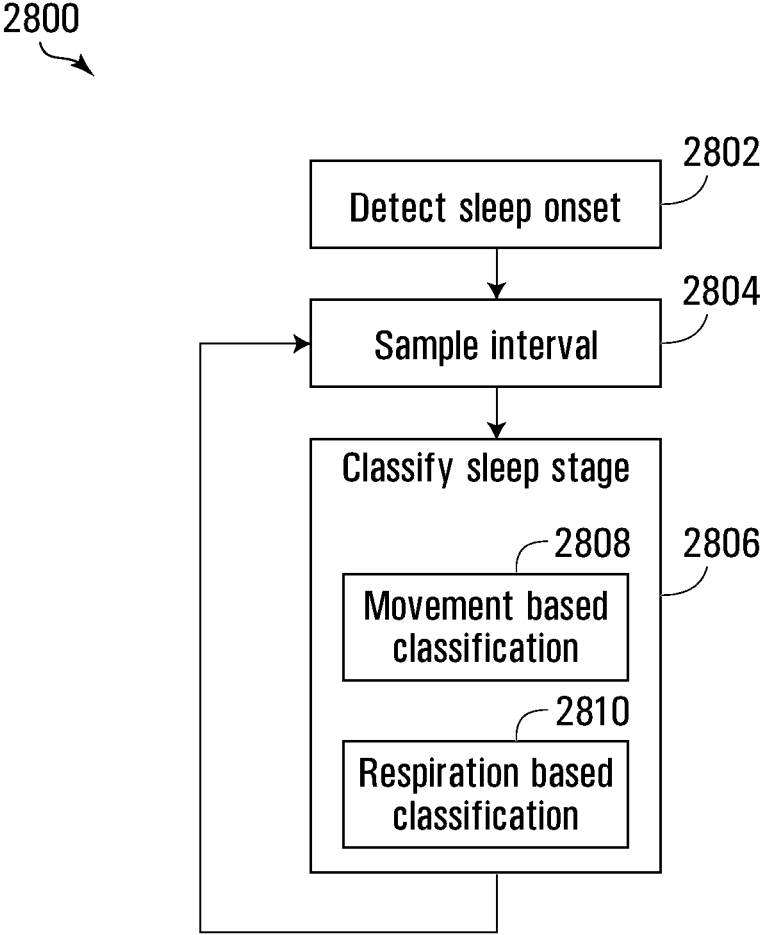 2800
2802
Detect sleep onset
2804
Sample interval
Classify sleep stage
2806
2808
Movement based
classification
2810
Respiration based
classification